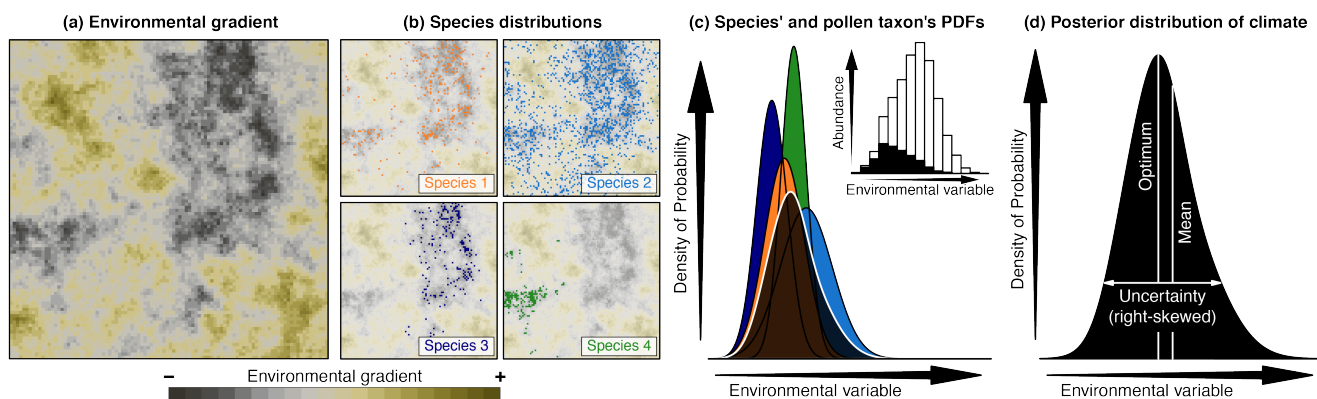 (a) Environmental gradient
− Environmental gradient +
(b) Species distributions
Species 1
Species 2
Species 3
Species 4
(c) Species' and pollen taxon's PDFs
Density of Probability
Environmental variable
Abundance
Environmental variable
(d) Posterior distribution of climate
Density of Probability
Optimum
Mean
Uncertainty
(right-skewed)
Environmental variable